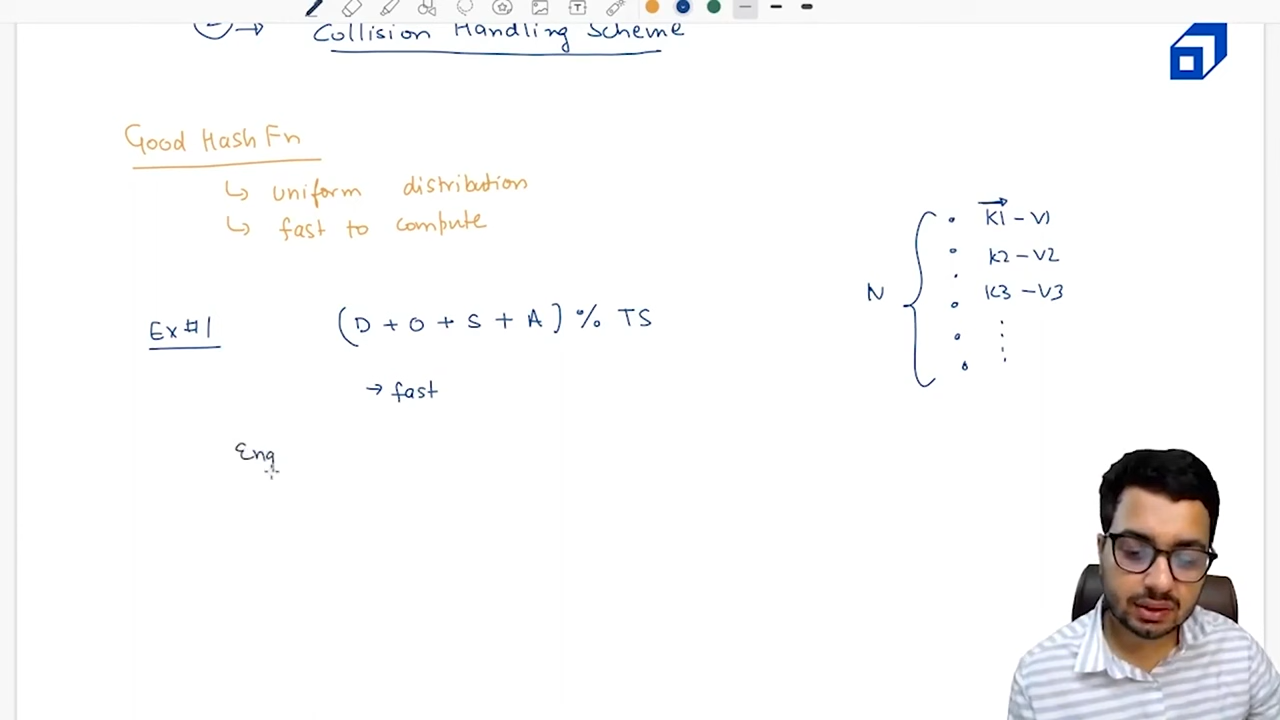 2 → Collision Handling Scheme
Good Hash Fn
↳ uniform distribution
↳ fast to compute
Ex#1 (D + O + S + A) % TS
→ fast
Eng
N
K1 - V1
K2 - V2
K3 - V3